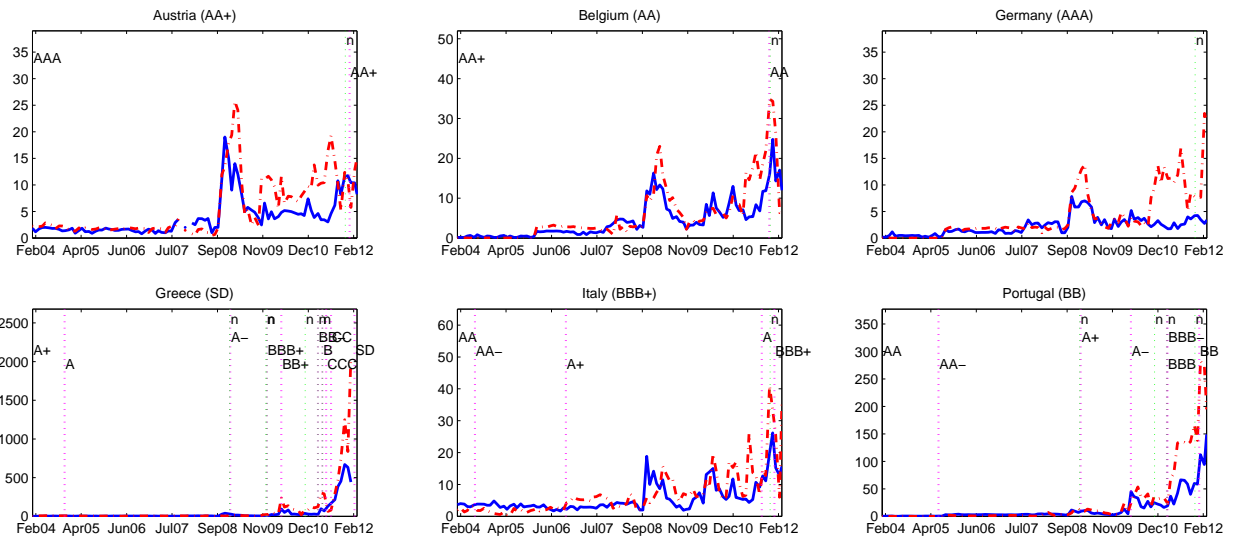 Austria (AA+)
35
30
25
20
15
10
5
0
AAA
n
AA+
Feb04 Apr05 Jun06 Jul07 Sep08 Nov09 Dec10 Feb12
Belgium (AA)
50
40
30
20
10
0
AA+
n
AA
Feb04 Apr05 Jun06 Jul07 Sep08 Nov09 Dec10 Feb12
Germany (AAA)
35
30
25
20
15
10
5
0
n
Feb04 Apr05 Jun06 Jul07 Sep08 Nov09 Dec10 Feb12
Greece (SD)
2500
2000
1500
1000
500
0
n n n n n
A− CC
A+ BBB+ B SD
A BB+ CCC
Feb04 Apr05 Jun06 Jul07 Sep08 Nov09 Dec10 Feb12
Italy (BBB+)
60
50
40
30
20
10
0
n
AA A
AA− BBB+
A+
Feb04 Apr05 Jun06 Jul07 Sep08 Nov09 Dec10 Feb12
Portugal (BB)
350
300
250
200
150
100
50
0
n n n n
A+ BBB−
AA A− BB
AA− BBB
Feb04 Apr05 Jun06 Jul07 Sep08 Nov09 Dec10 Feb12